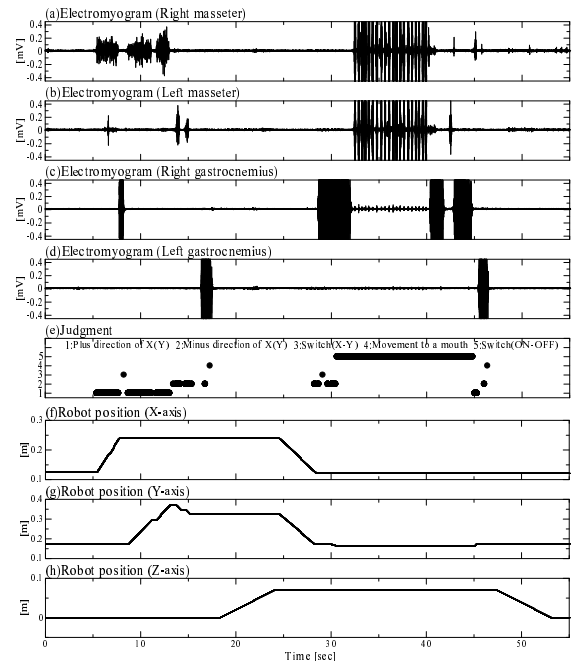 (a)Electromyogram (Right masseter)
[mV]
0.4
0.2
0
-0.2
-0.4
(b)Electromyogram (Left masseter)
[mV]
0.4
0.2
0
-0.2
-0.4
(c)Electromyogram (Right gastrocnemius)
[mV]
0.4
0.2
0
-0.2
-0.4
(d)Electromyogram (Left gastrocnemius)
[mV]
0.4
0.2
0
-0.2
-0.4
(e)Judgment
1:Plus direction of X(Y) 2:Minus direction of X(Y) 3:Switch(X-Y) 4:Movement to a mouth 5:Switch(ON-OFF)
5
4
3
2
1
(f)Robot position (X-axis)
[m]
0.3
0.2
0.1
(g)Robot position (Y-axis)
[m]
0.4
0.3
0.2
0.1
(h)Robot position (Z-axis)
[m]
0.1
0
0 10 20 30 40 50
Time [sec]